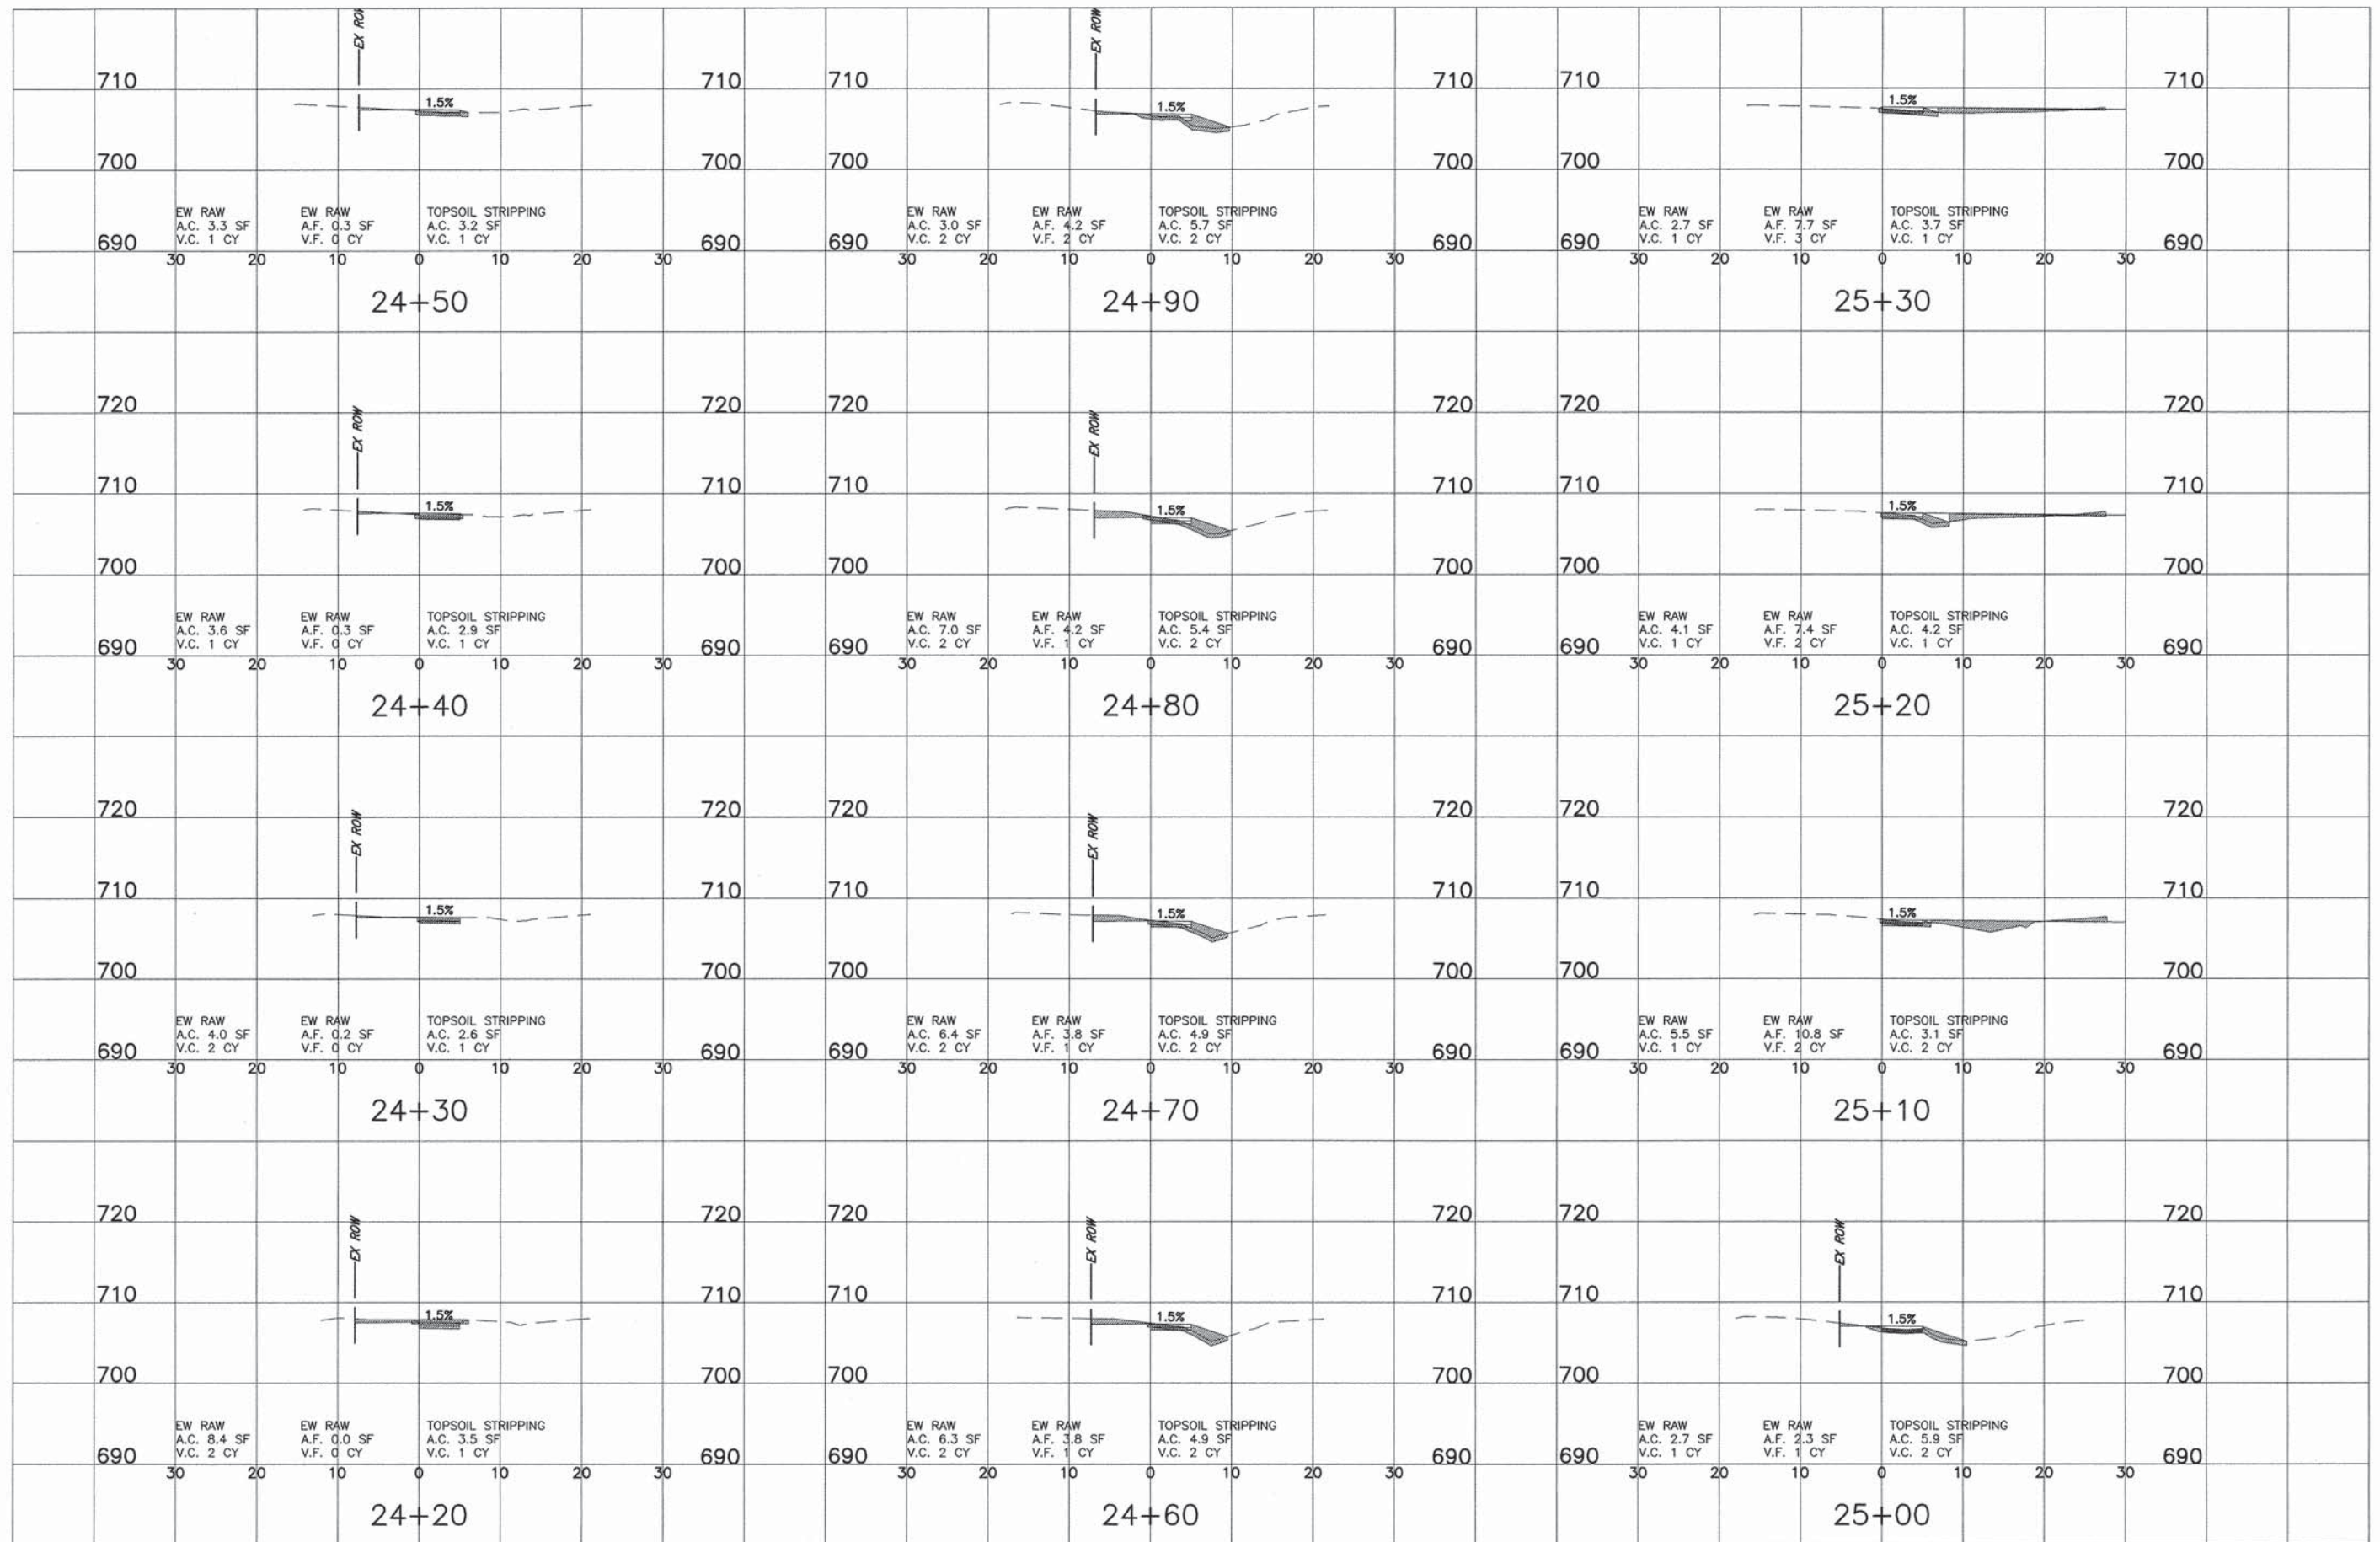 EX ROW EX ROW
710 710 710 710 710 710
1.5% 1.5% 1.5%
700 700 700 700 700 700
EW RAW EW RAW TOPSOIL STRIPPING EW RAW EW RAW TOPSOIL STRIPPING EW RAW EW RAW TOPSOIL STRIPPING
A.C. 3.3 SF A.F. 0.3 SF A.C. 3.2 SF A.C. 3.0 SF A.F. 4.2 SF A.C. 5.7 SF A.C. 2.7 SF A.F. 7.7 SF A.C. 3.7 SF
V.C. 1 CY V.F. 0 CY V.C. 1 CY V.C. 2 CY V.F. 2 CY V.C. 2 CY V.C. 1 CY V.F. 3 CY V.C. 1 CY
690 690 690 690 690 690
30 20 10 0 10 20 30 30 20 10 0 10 20 30 30 20 10 0 10 20 30
24+50 24+90 25+30
720 720 720 720 720 720
EX ROW EX ROW
710 710 710 710 710 710
1.5% 1.5% 1.5%
700 700 700 700 700 700
EW RAW EW RAW TOPSOIL STRIPPING EW RAW EW RAW TOPSOIL STRIPPING EW RAW EW RAW TOPSOIL STRIPPING
A.C. 3.6 SF A.F. 0.3 SF A.C. 2.9 SF A.C. 7.0 SF A.F. 4.2 SF A.C. 5.4 SF A.C. 4.1 SF A.F. 7.4 SF A.C. 4.2 SF
V.C. 1 CY V.F. 0 CY V.C. 1 CY V.C. 2 CY V.F. 1 CY V.C. 2 CY V.C. 1 CY V.F. 2 CY V.C. 1 CY
690 690 690 690 690 690
30 20 10 0 10 20 30 30 20 10 0 10 20 30 30 20 10 0 10 20 30
24+40 24+80 25+20
720 720 720 720 720 720
EX ROW EX ROW
710 710 710 710 710 710
1.5% 1.5% 1.5%
700 700 700 700 700 700
EW RAW EW RAW TOPSOIL STRIPPING EW RAW EW RAW TOPSOIL STRIPPING EW RAW EW RAW TOPSOIL STRIPPING
A.C. 4.0 SF A.F. 0.2 SF A.C. 2.6 SF A.C. 6.4 SF A.F. 3.8 SF A.C. 4.9 SF A.C. 5.5 SF A.F. 10.8 SF A.C. 3.1 SF
V.C. 2 CY V.F. 0 CY V.C. 1 CY V.C. 2 CY V.F. 1 CY V.C. 2 CY V.C. 1 CY V.F. 2 CY V.C. 2 CY
690 690 690 690 690 690
30 20 10 0 10 20 30 30 20 10 0 10 20 30 30 20 10 0 10 20 30
24+30 24+70 25+10
720 720 720 720 720 720
EX ROW EX ROW EX ROW
710 710 710 710 710 710
1.5% 1.5% 1.5%
700 700 700 700 700 700
EW RAW EW RAW TOPSOIL STRIPPING EW RAW EW RAW TOPSOIL STRIPPING EW RAW EW RAW TOPSOIL STRIPPING
A.C. 8.4 SF A.F. 0.0 SF A.C. 3.5 SF A.C. 6.3 SF A.F. 3.8 SF A.C. 4.9 SF A.C. 2.7 SF A.F. 2.3 SF A.C. 5.9 SF
V.C. 2 CY V.F. 0 CY V.C. 1 CY V.C. 2 CY V.F. 1 CY V.C. 2 CY V.C. 1 CY V.F. 1 CY V.C. 2 CY
690 690 690 690 690 690
30 20 10 0 10 20 30 30 20 10 0 10 20 30 30 20 10 0 10 20 30
24+20 24+60 25+00